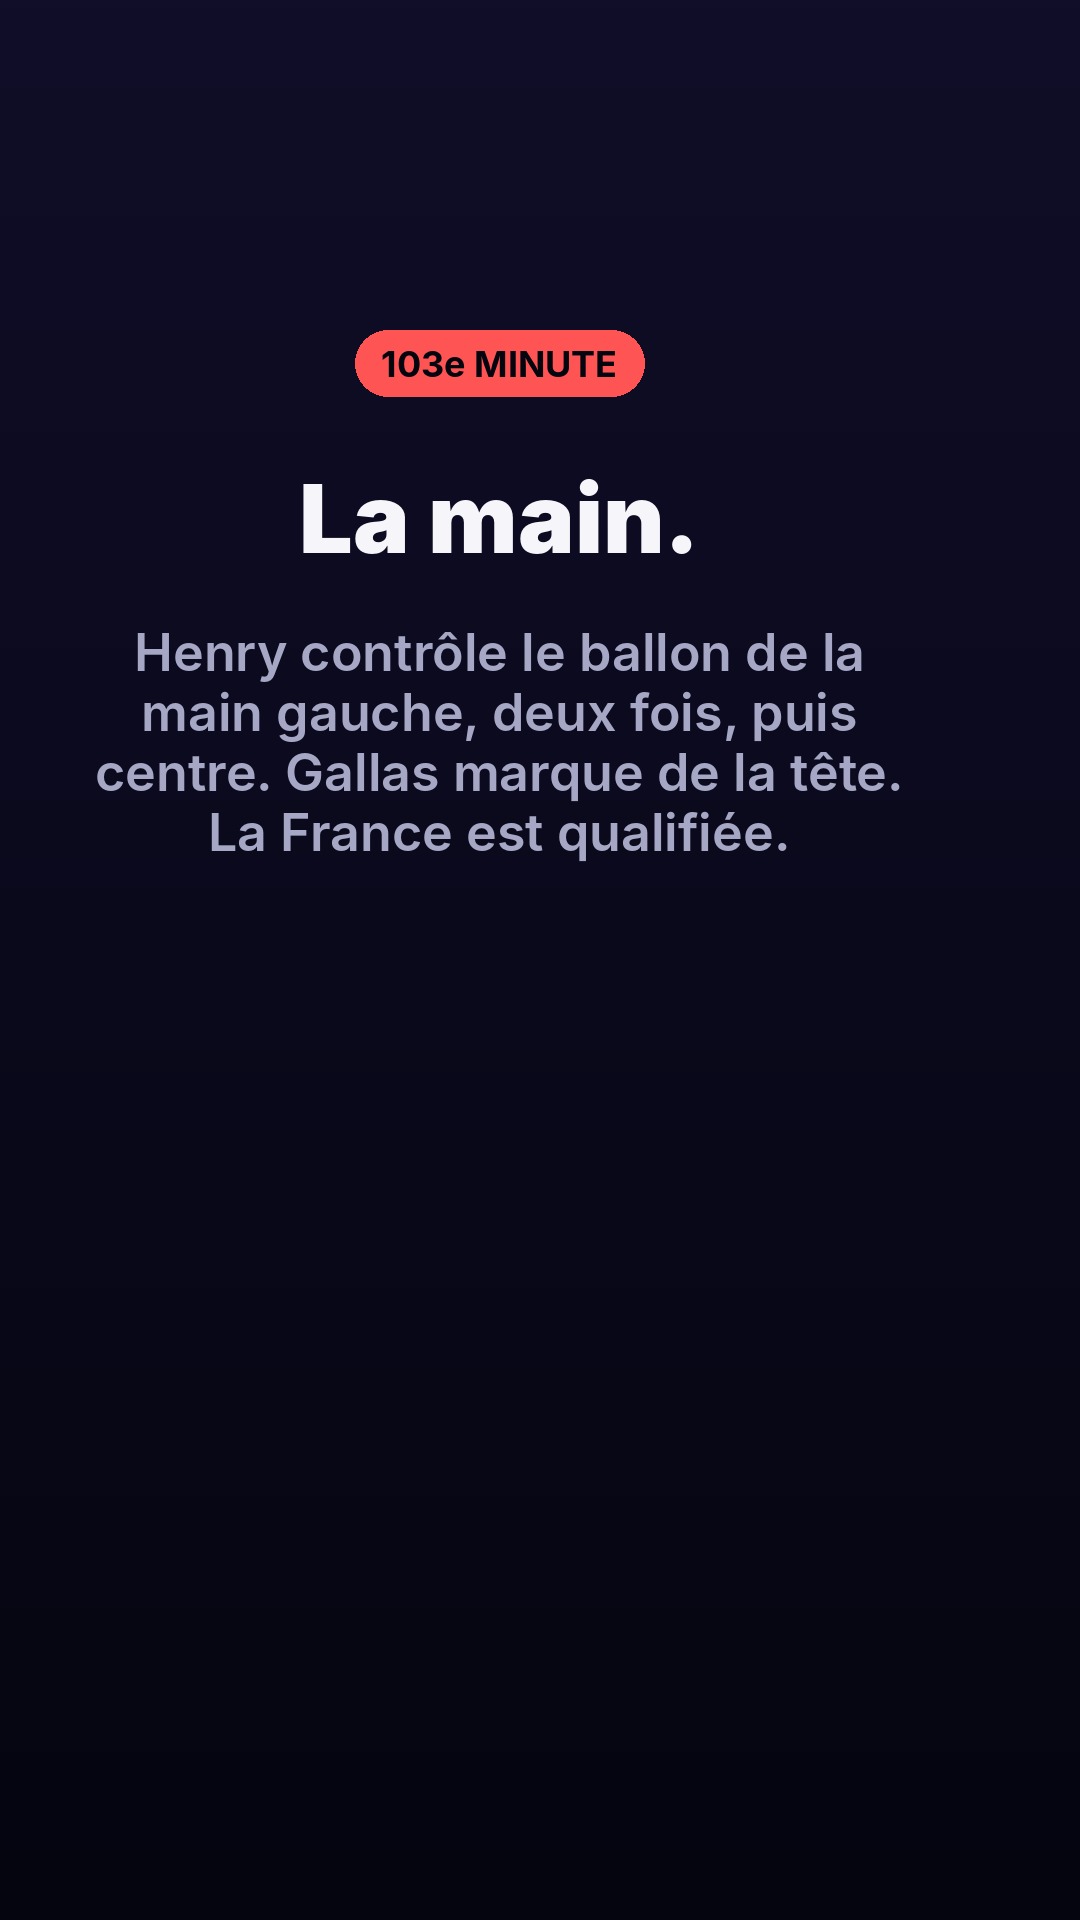 103e MINUTE
La main.
Henry contrôle le ballon de la
main gauche, deux fois, puis
centre. Gallas marque de la tête.
La France est qualifiée.